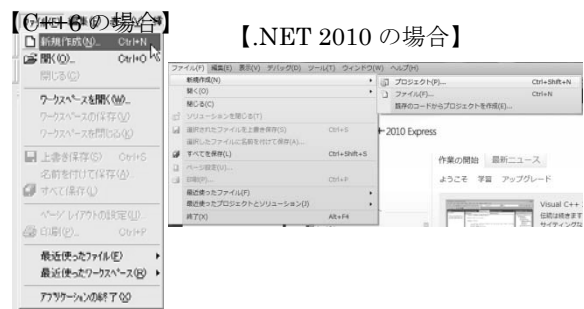 【C++6 の場合】
新規作成(N)... Ctrl+N
開く(O)... Ctrl+O
閉じる(C)
ワークスペースを開く(W)...
ワークスペースの保存(V)
ワークスペースを閉じる(K)
上書き保存(S) Ctrl+S
名前を付けて保存(A)...
すべて保存(L)
ページ レイアウトの設定(U)...
印刷(P)... Ctrl+P
最近使ったファイル(F)
最近使ったワークスペース(R)
アプリケーションの終了(X)
【.NET 2010 の場合】
ファイル(F) 編集(E) 表示(V) デバッグ(D) ツール(T) ウィンドウ(W) ヘルプ(H)
新規作成(N)
開く(O)
閉じる(C)
ソリューションを閉じる(T)
選択されたファイルを上書き保存(S) Ctrl+S
選択したファイルに名前を付けて保存(A)...
すべてを保存(L) Ctrl+Shift+S
ページ設定(U)...
印刷(P)... Ctrl+P
最近使ったファイル(F)
最近使ったプロジェクトとソリューション(J)
終了(X) Alt+F4
プロジェクト(P)... Ctrl+Shift+N
ファイル(F)... Ctrl+N
既存のコードからプロジェクトを作成(E)...
2010 Express
作業の開始 最新ニュース
ようこそ 学習 アップグレード
Visual C++